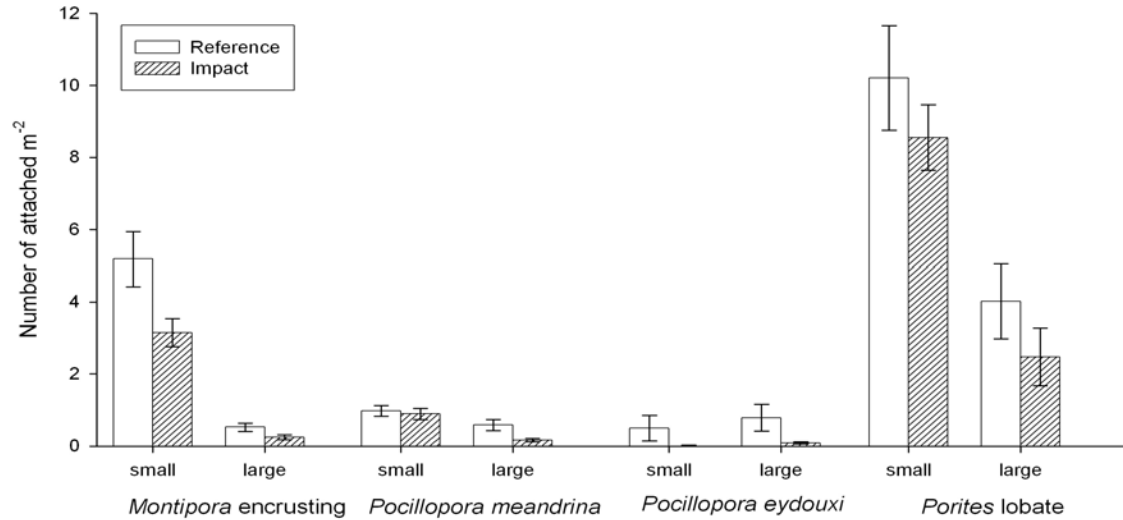 Number of attached m-2
12
10
8
6
4
2
0
Reference
Impact
small large small large small large small large
Montipora encrusting Pocillopora meandrina Pocillopora eydouxi Porites lobate